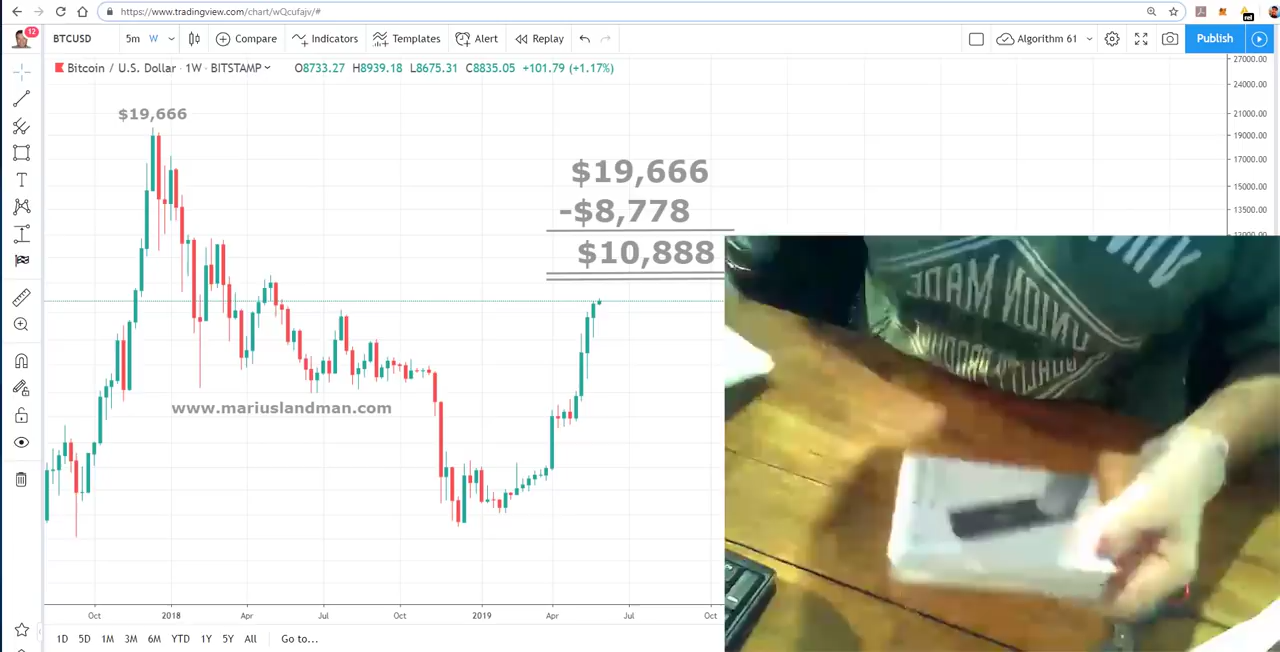 https://www.tradingview.com/chart/wQcufajv/#
rel
12
BTCUSD 5m W Compare Indicators Templates Alert Replay Algorithm 61 Publish
Bitcoin / U.S. Dollar · 1W · BITSTAMP O8733.27 H8939.18 L8675.31 C8835.05 +101.79 (+1.17%)
27000.00
24000.00
21000.00
19000.00
17000.00
15000.00
13500.00
12000.00
$19,666
$19,666
-$8,778
$10,888
www.mariuslandman.com
UNION MADE
Oct 2018 Apr Jul Oct 2019 Apr Jul Oct
1D 5D 1M 3M 6M YTD 1Y 5Y All Go to...